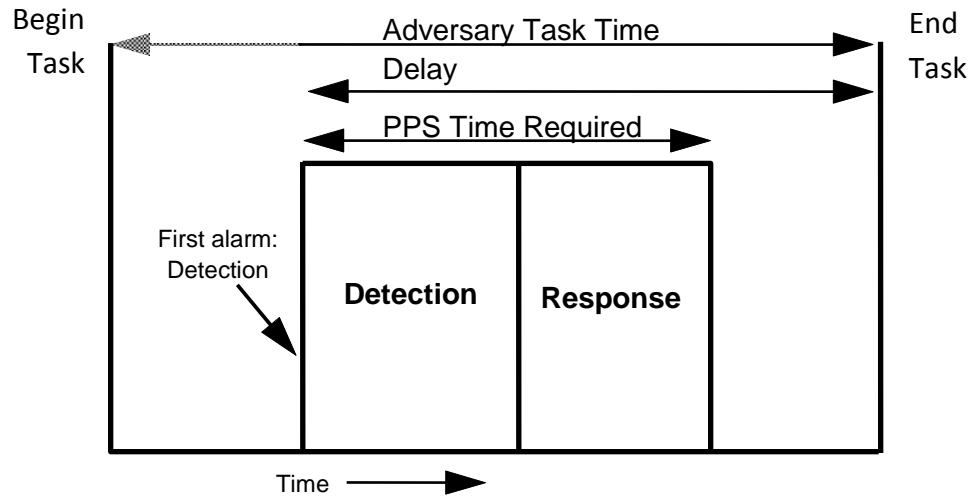 Begin
Task
Adversary Task Time
End
Task
Delay
PPS Time Required
First alarm:
Detection
Detection
Response
Time